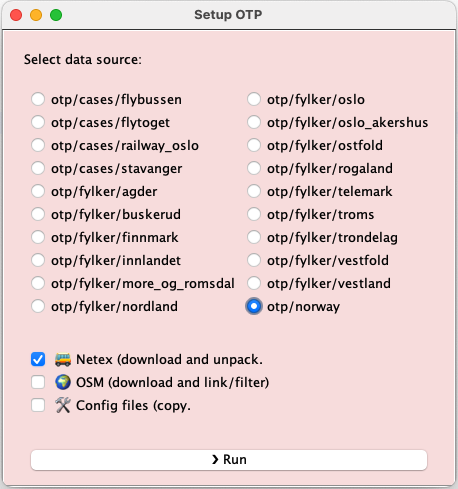 Setup OTP
Select data source:
otp/cases/flybussen
otp/cases/flytoget
otp/cases/railway_oslo
otp/cases/stavanger
otp/fylker/agder
otp/fylker/buskerud
otp/fylker/finnmark
otp/fylker/innlandet
otp/fylker/more_og_romsdal
otp/fylker/nordland
otp/fylker/oslo
otp/fylker/oslo_akershus
otp/fylker/ostfold
otp/fylker/rogaland
otp/fylker/telemark
otp/fylker/troms
otp/fylker/trondelag
otp/fylker/vestfold
otp/fylker/vestland
otp/norway
Netex (download and unpack.
OSM (download and link/filter)
Config files (copy.
❯ Run